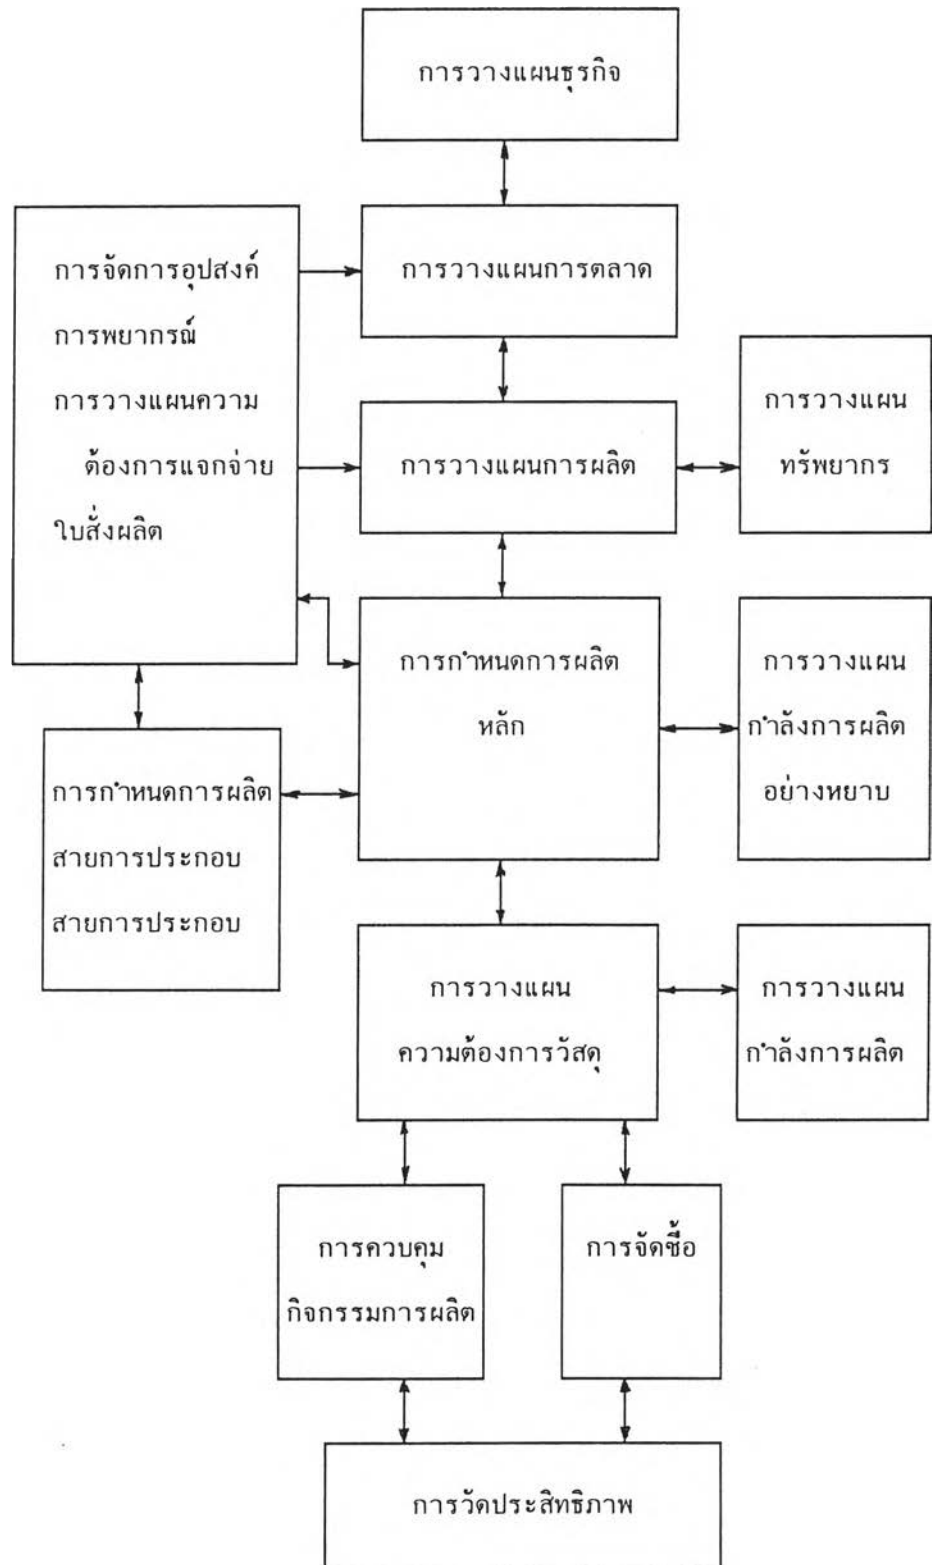 การวางแผนธุรกิจ
การจัดการอุปสงค์
การพยากรณ์
การวางแผนความ
ต้องการแจกจ่าย
ใบสั่งผลิต
การวางแผนการตลาด
การวางแผนการผลิต
การวางแผน
ทรัพยากร
การกำหนดการผลิต
หลัก
การวางแผน
กำลังการผลิต
อย่างหยาบ
การกำหนดการผลิต
สายการประกอบ
สายการประกอบ
การวางแผน
ความต้องการวัสดุ
การวางแผน
กำลังการผลิต
การควบคุม
กิจกรรมการผลิต
การจัดซื้อ
การวัดประสิทธิภาพ